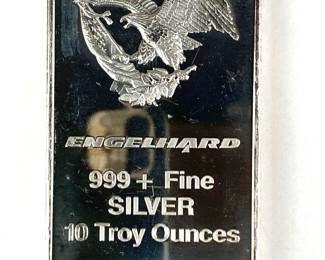 ENGELHARD
999+ Fine
SILVER
10 Troy Ounces